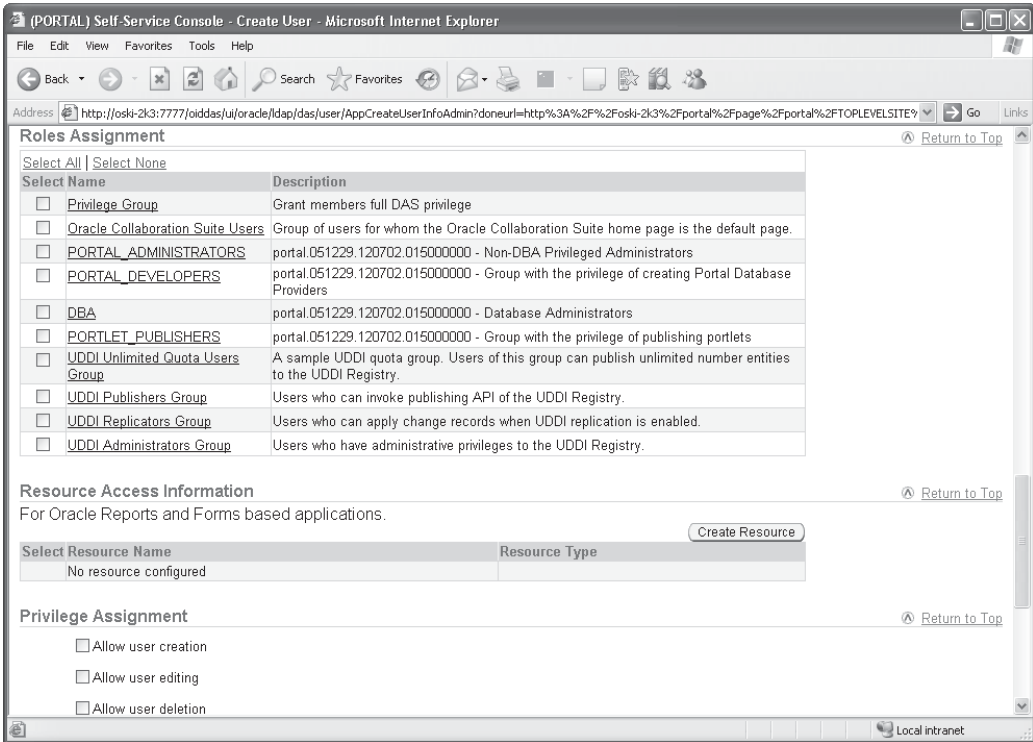 (PORTAL) Self-Service Console - Create User - Microsoft Internet Explorer
File Edit View Favorites Tools Help
Back Search Favorites
Address http://oski-2k3:7777/oiddas/ui/oracle/ldap/das/user/AppCreateUserInfoAdmin?doneurl=http%3A%2F%2Foski-2k3%2Fportal%2Fpage%2Fportal%2FTOPLEVELSITE% Go Links
Roles Assignment Return to Top
Select All | Select None
Select Name Description
Privilege Group Grant members full DAS privilege
Oracle Collaboration Suite Users Group of users for whom the Oracle Collaboration Suite home page is the default page.
PORTAL_ADMINISTRATORS portal.051229.120702.015000000 - Non-DBA Privileged Administrators
PORTAL_DEVELOPERS portal.051229.120702.015000000 - Group with the privilege of creating Portal Database
Providers
DBA portal.051229.120702.015000000 - Database Administrators
PORTLET_PUBLISHERS portal.051229.120702.015000000 - Group with the privilege of publishing portlets
UDDI Unlimited Quota Users A sample UDDI quota group. Users of this group can publish unlimited number entities
Group to the UDDI Registry.
UDDI Publishers Group Users who can invoke publishing API of the UDDI Registry.
UDDI Replicators Group Users who can apply change records when UDDI replication is enabled.
UDDI Administrators Group Users who have administrative privileges to the UDDI Registry.
Resource Access Information Return to Top
For Oracle Reports and Forms based applications.
Create Resource
Select Resource Name Resource Type
No resource configured
Privilege Assignment Return to Top
Allow user creation
Allow user editing
Allow user deletion
Local intranet